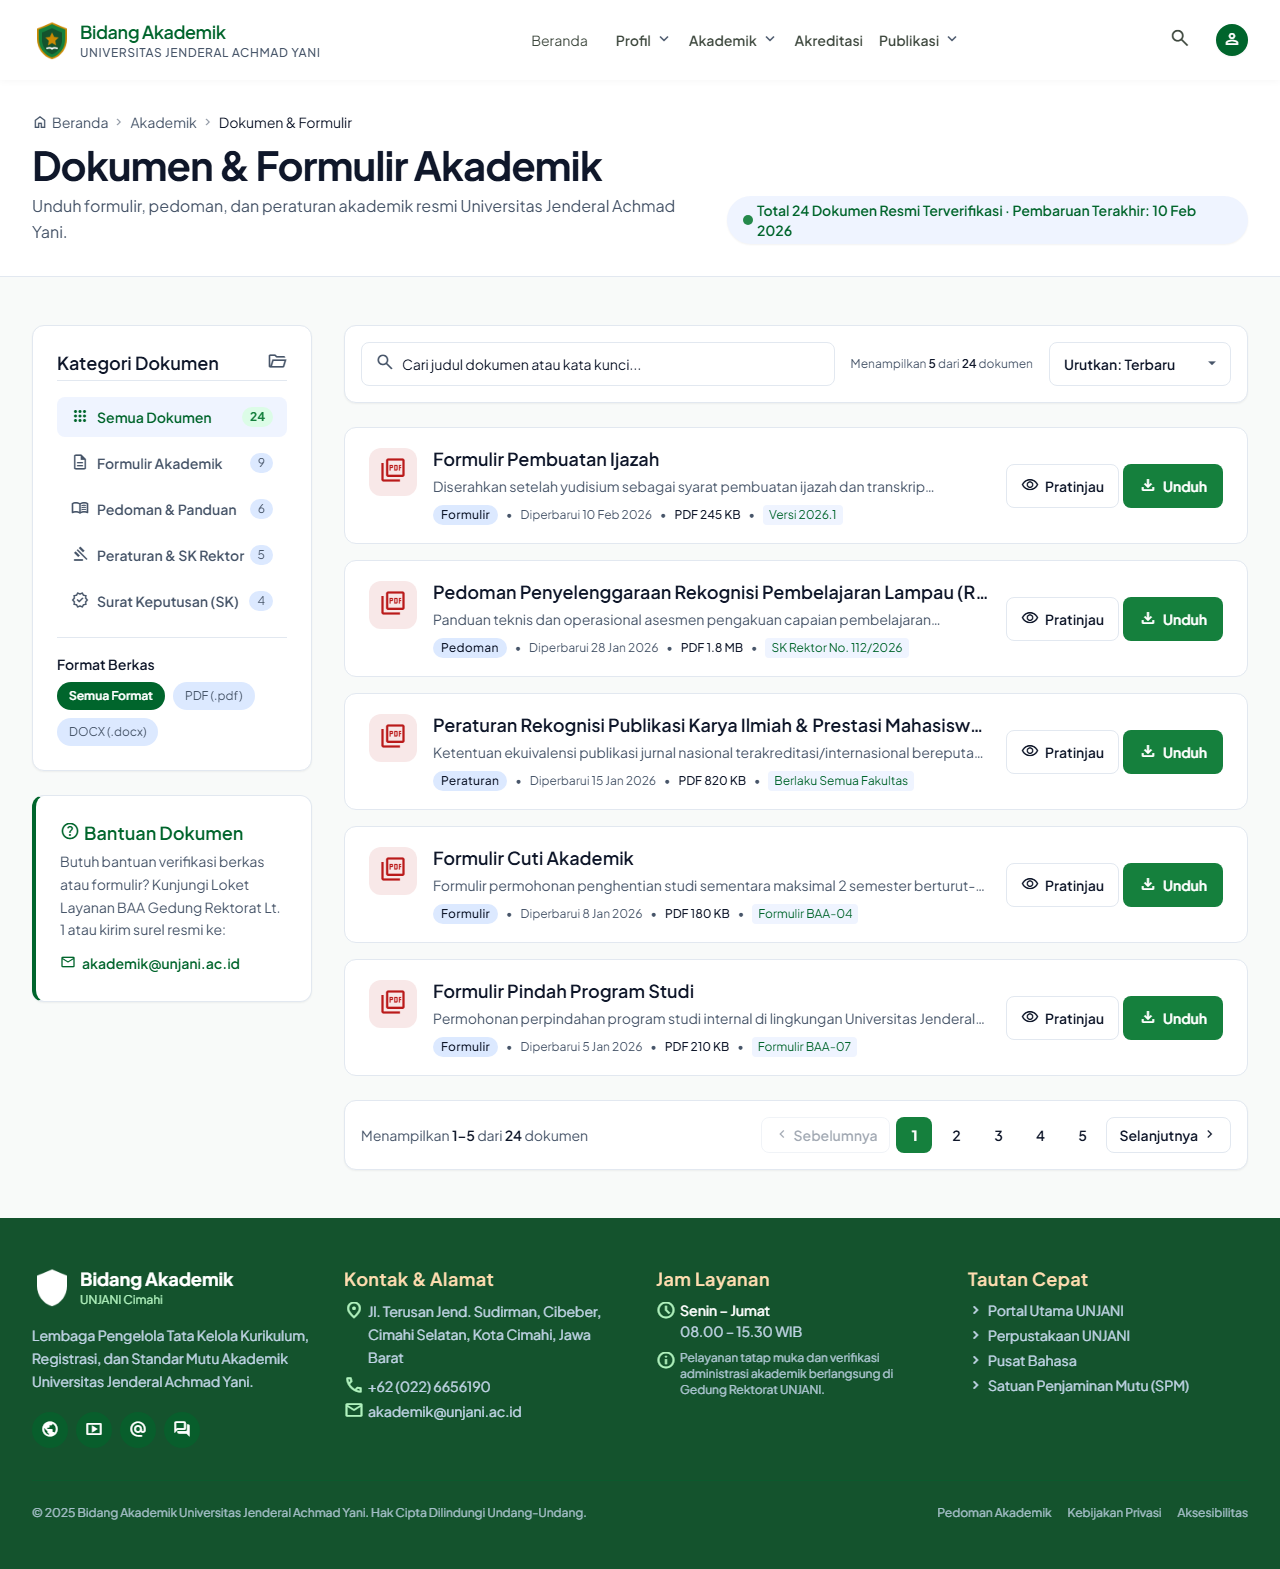 Bidang Akademik
UNIVERSITAS JENDERAL ACHMAD YANI
Beranda Profil Akademik Akreditasi Publikasi
Beranda Akademik Dokumen & Formulir
Dokumen & Formulir Akademik
Unduh formulir, pedoman, dan peraturan akademik resmi Universitas Jenderal Achmad
Yani.
Total 24 Dokumen Resmi Terverifikasi · Pembaruan Terakhir: 10 Feb
2026
Kategori Dokumen
Semua Dokumen 24
Formulir Akademik 9
Pedoman & Panduan 6
Peraturan & SK Rektor 5
Surat Keputusan (SK) 4
Format Berkas
Semua Format PDF (.pdf)
DOCX (.docx)
Bantuan Dokumen
Butuh bantuan verifikasi berkas
atau formulir? Kunjungi Loket
Layanan BAA Gedung Rektorat Lt.
1 atau kirim surel resmi ke:
akademik@unjani.ac.id
Cari judul dokumen atau kata kunci...
Menampilkan 5 dari 24 dokumen
Urutkan: Terbaru
Formulir Pembuatan Ijazah
Diserahkan setelah yudisium sebagai syarat pembuatan ijazah dan transkrip...
Formulir • Diperbarui 10 Feb 2026 • PDF 245 KB • Versi 2026.1
Pratinjau Unduh
Pedoman Penyelenggaraan Rekognisi Pembelajaran Lampau (R...
Panduan teknis dan operasional asesmen pengakuan capaian pembelajaran...
Pedoman • Diperbarui 28 Jan 2026 • PDF 1.8 MB • SK Rektor No. 112/2026
Pratinjau Unduh
Peraturan Rekognisi Publikasi Karya Ilmiah & Prestasi Mahasisw...
Ketentuan ekuivalensi publikasi jurnal nasional terakreditasi/internasional bereputa...
Peraturan • Diperbarui 15 Jan 2026 • PDF 820 KB • Berlaku Semua Fakultas
Pratinjau Unduh
Formulir Cuti Akademik
Formulir permohonan penghentian studi sementara maksimal 2 semester berturut-...
Formulir • Diperbarui 8 Jan 2026 • PDF 180 KB • Formulir BAA-04
Pratinjau Unduh
Formulir Pindah Program Studi
Permohonan perpindahan program studi internal di lingkungan Universitas Jenderal...
Formulir • Diperbarui 5 Jan 2026 • PDF 210 KB • Formulir BAA-07
Pratinjau Unduh
Menampilkan 1–5 dari 24 dokumen
Sebelumnya 1 2 3 4 5 Selanjutnya
Bidang Akademik
UNJANI Cimahi
Lembaga Pengelola Tata Kelola Kurikulum,
Registrasi, dan Standar Mutu Akademik
Universitas Jenderal Achmad Yani.
Kontak & Alamat
Jl. Terusan Jend. Sudirman, Cibeber,
Cimahi Selatan, Kota Cimahi, Jawa
Barat
+62 (022) 6656190
akademik@unjani.ac.id
Jam Layanan
Senin – Jumat
08.00 – 15.30 WIB
Pelayanan tatap muka dan verifikasi
administrasi akademik berlangsung di
Gedung Rektorat UNJANI.
Tautan Cepat
Portal Utama UNJANI
Perpustakaan UNJANI
Pusat Bahasa
Satuan Penjaminan Mutu (SPM)
© 2025 Bidang Akademik Universitas Jenderal Achmad Yani. Hak Cipta Dilindungi Undang-Undang.
Pedoman Akademik Kebijakan Privasi Aksesibilitas